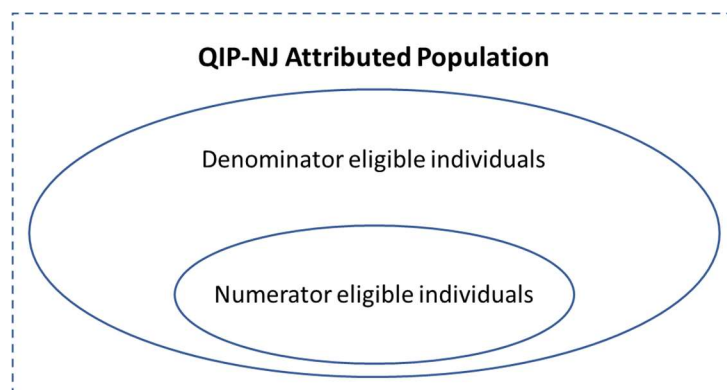 QIP-NJ Attributed Population
Denominator eligible individuals
Numerator eligible individuals